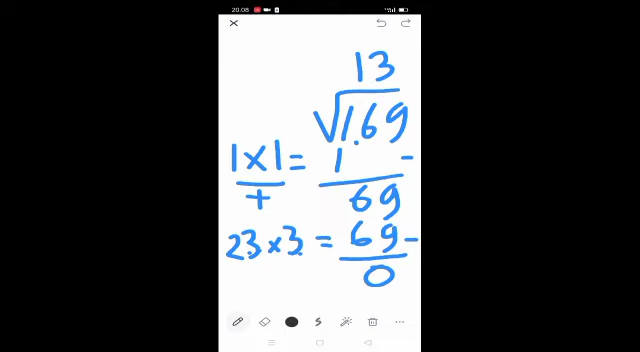 20.08
13
√1.69
1×1 = 1 -
+ 69
23×3 = 69 -
0